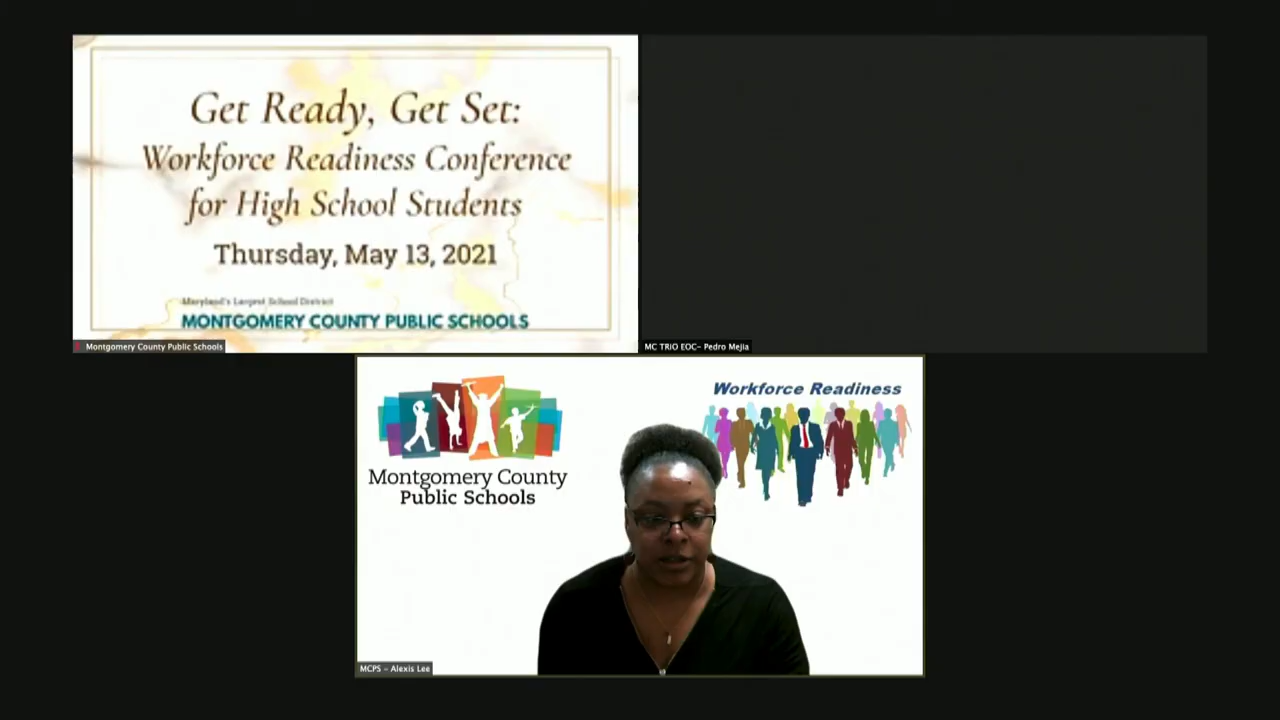 Get Ready, Get Set:
Workforce Readiness Conference
for High School Students
Thursday, May 13, 2021
Maryland's Largest School District
MONTGOMERY COUNTY PUBLIC SCHOOLS
Montgomery County Public Schools
MC TRIO EOC- Pedro Mejia
Montgomery County
Public Schools
Workforce Readiness
MCPS - Alexis Lee